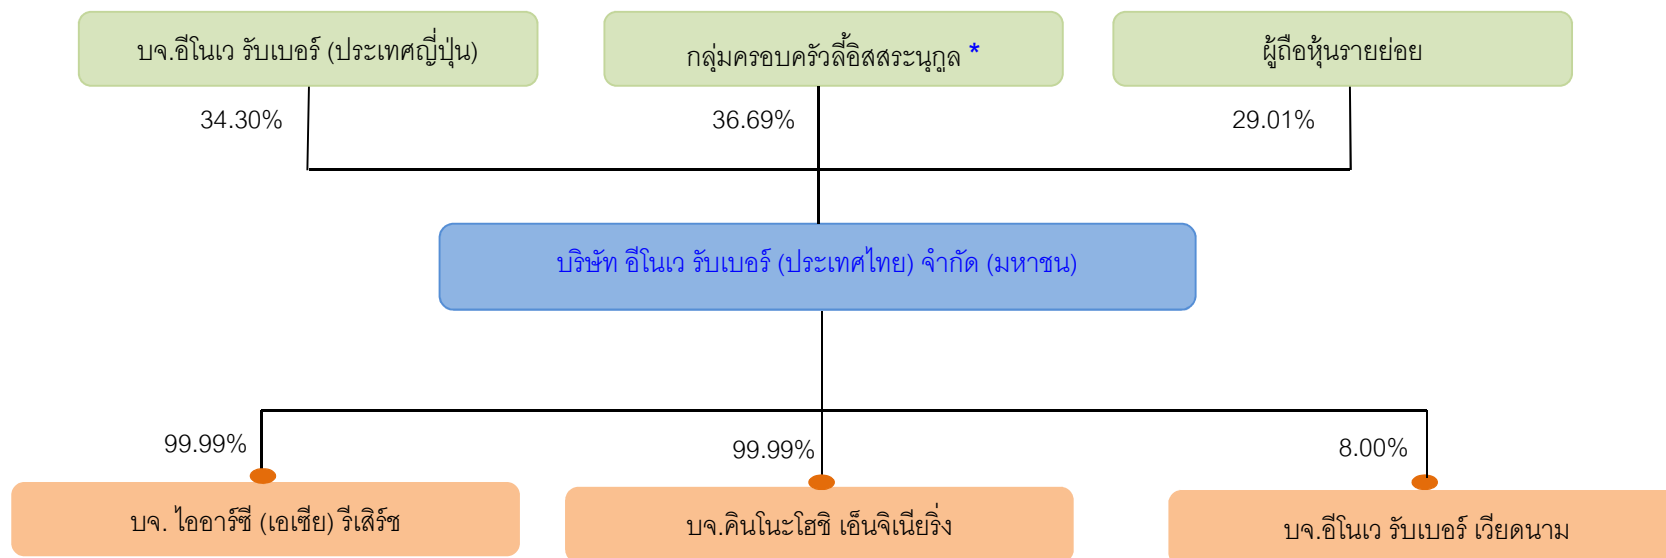 บจ.อีโนเว รับเบอร์ (ประเทศญี่ปุ่น)
กลุ่มครอบครัวลี้อิสสระนุกูล *
ผู้ถือหุ้นรายย่อย
34.30%
36.69%
29.01%
บริษัท อีโนเว รับเบอร์ (ประเทศไทย) จำกัด (มหาชน)
99.99%
99.99%
8.00%
บจ. ไออาร์ซี (เอเซีย) รีเสิร์ช
บจ.คินโนะโฮชิ เอ็นจิเนียริ่ง
บจ.อีโนเว รับเบอร์ เวียดนาม